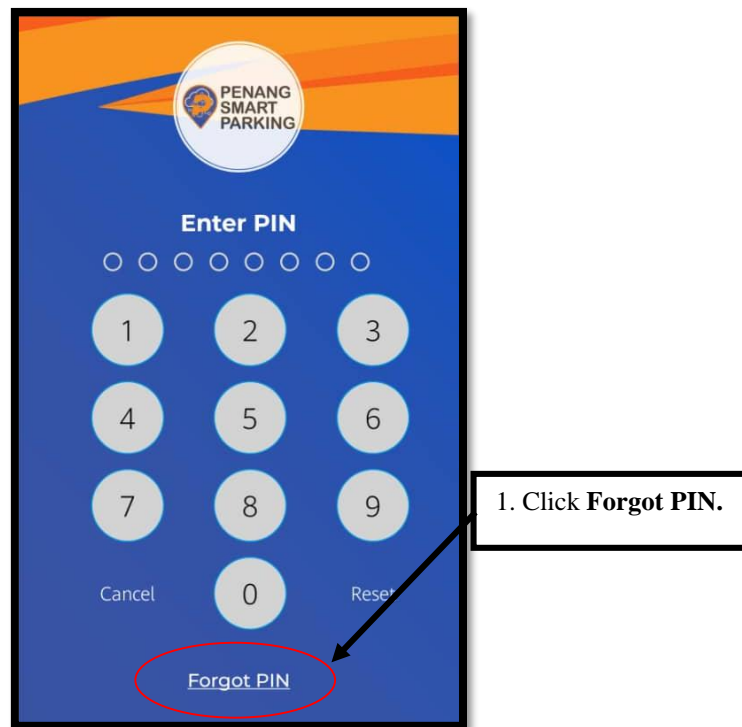 PENANG
SMART
PARKING
Enter PIN
1 2 3
4 5 6
7 8 9
1. Click Forgot PIN.
Cancel 0 Reset
Forgot PIN